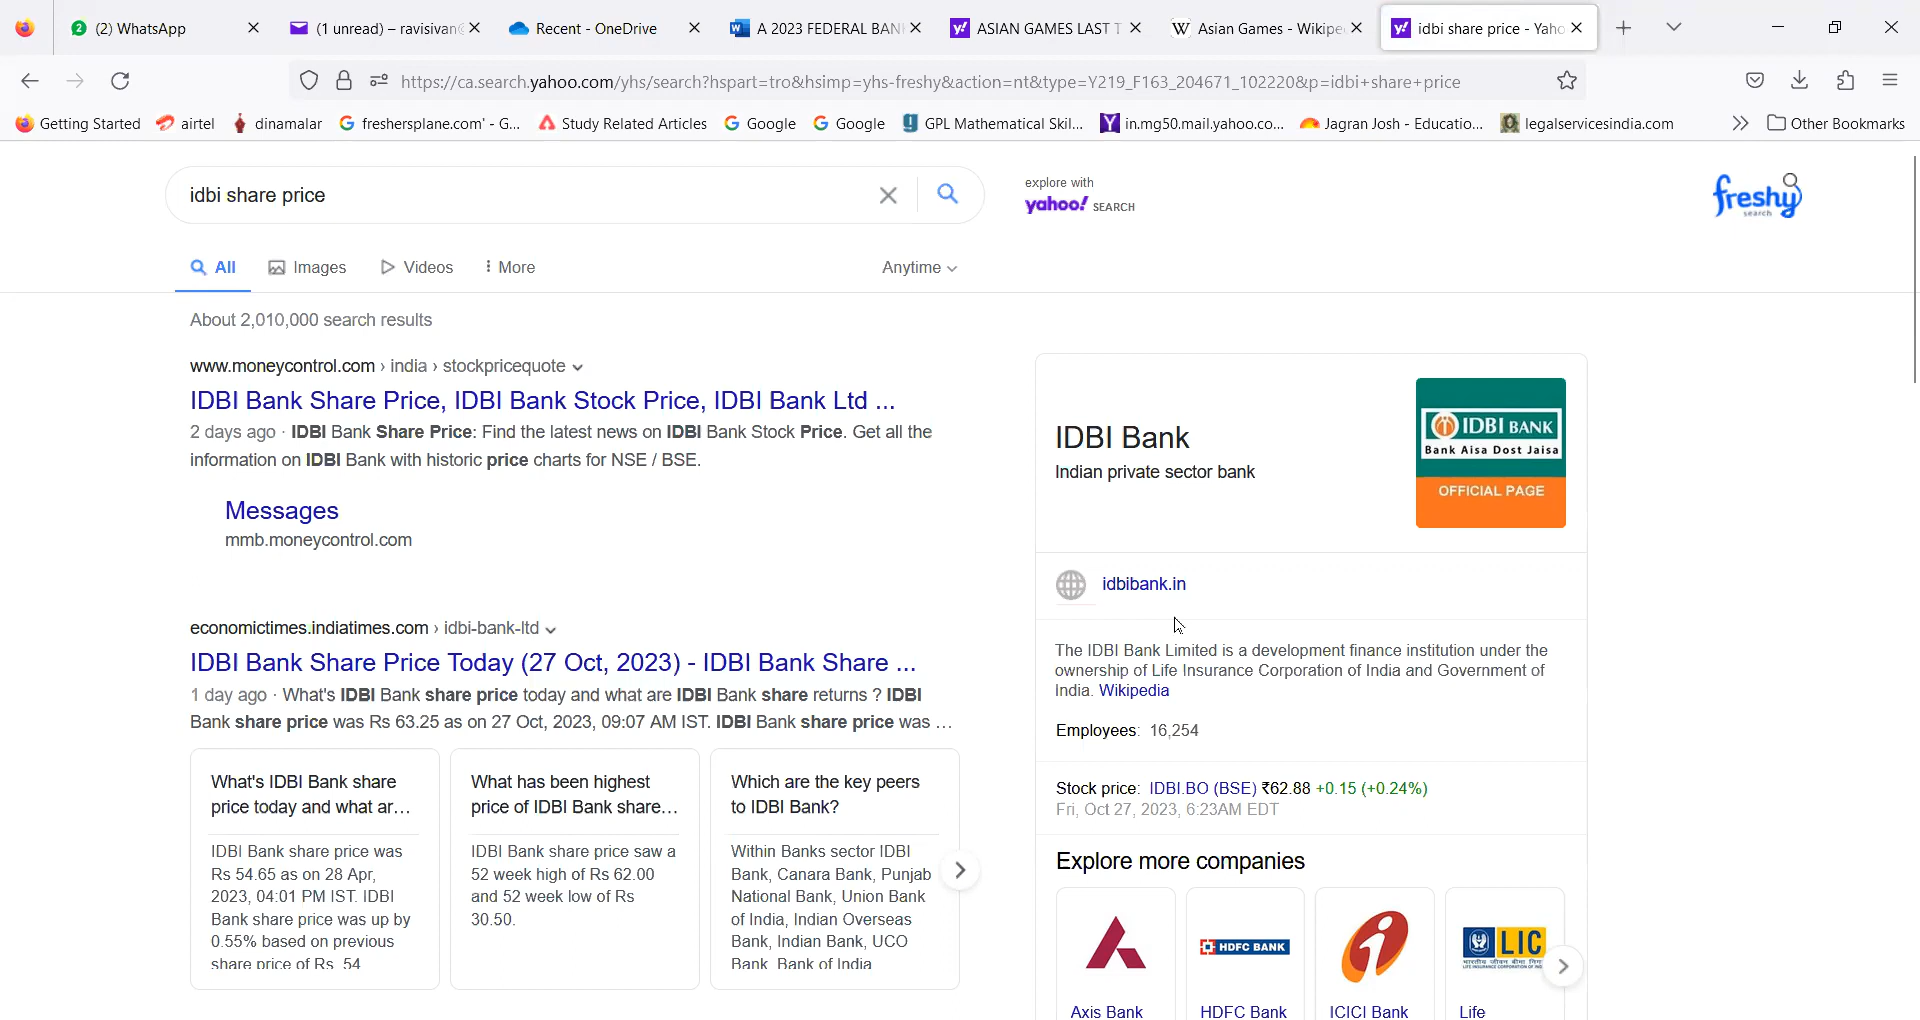 (2) WhatsApp
(1 unread) – ravisivan
Recent - OneDrive
A 2023 FEDERAL BAN
ASIAN GAMES LAST T
Asian Games - Wikipe
idbi share price - Yaho
https://ca.search.yahoo.com/yhs/search?hspart=tro&hsimp=yhs-freshy&action=nt&type=Y219_F163_204671_102220&p=idbi+share+price
Getting Started
airtel
dinamalar
freshersplane.com' - G...
Study Related Articles
Google
Google
GPL Mathematical Skil...
in.mg50.mail.yahoo.co...
Jagran Josh - Educatio...
legalservicesindia.com
Other Bookmarks
idbi share price
explore with
yahoo! SEARCH
freshy
search
All
Images
Videos
More
Anytime
About 2,010,000 search results
www.moneycontrol.com › india › stockpricequote
IDBI Bank Share Price, IDBI Bank Stock Price, IDBI Bank Ltd ...
2 days ago · IDBI Bank Share Price: Find the latest news on IDBI Bank Stock Price. Get all the
information on IDBI Bank with historic price charts for NSE / BSE.
Messages
mmb.moneycontrol.com
economictimes.indiatimes.com › idbi-bank-ltd
IDBI Bank Share Price Today (27 Oct, 2023) - IDBI Bank Share ...
1 day ago · What's IDBI Bank share price today and what are IDBI Bank share returns ? IDBI
Bank share price was Rs 63.25 as on 27 Oct, 2023, 09:07 AM IST. IDBI Bank share price was ...
What's IDBI Bank share
price today and what ar...
IDBI Bank share price was
Rs 54.65 as on 28 Apr,
2023, 04:01 PM IST. IDBI
Bank share price was up by
0.55% based on previous
share price of Rs. 54
What has been highest
price of IDBI Bank share...
IDBI Bank share price saw a
52 week high of Rs 62.00
and 52 week low of Rs
30.50.
Which are the key peers
to IDBI Bank?
Within Banks sector IDBI
Bank, Canara Bank, Punjab
National Bank, Union Bank
of India, Indian Overseas
Bank, Indian Bank, UCO
Bank, Bank of India
IDBI Bank
Indian private sector bank
IDBI BANK
Bank Aisa Dost Jaisa
OFFICIAL PAGE
idbibank.in
The IDBI Bank Limited is a development finance institution under the
ownership of Life Insurance Corporation of India and Government of
India. Wikipedia
Employees: 16,254
Stock price: IDBI.BO (BSE) ₹62.88 +0.15 (+0.24%)
Fri, Oct 27, 2023, 6:23AM EDT
Explore more companies
HDFC BANK
LIC
Axis Bank
HDFC Bank
ICICI Bank
Life